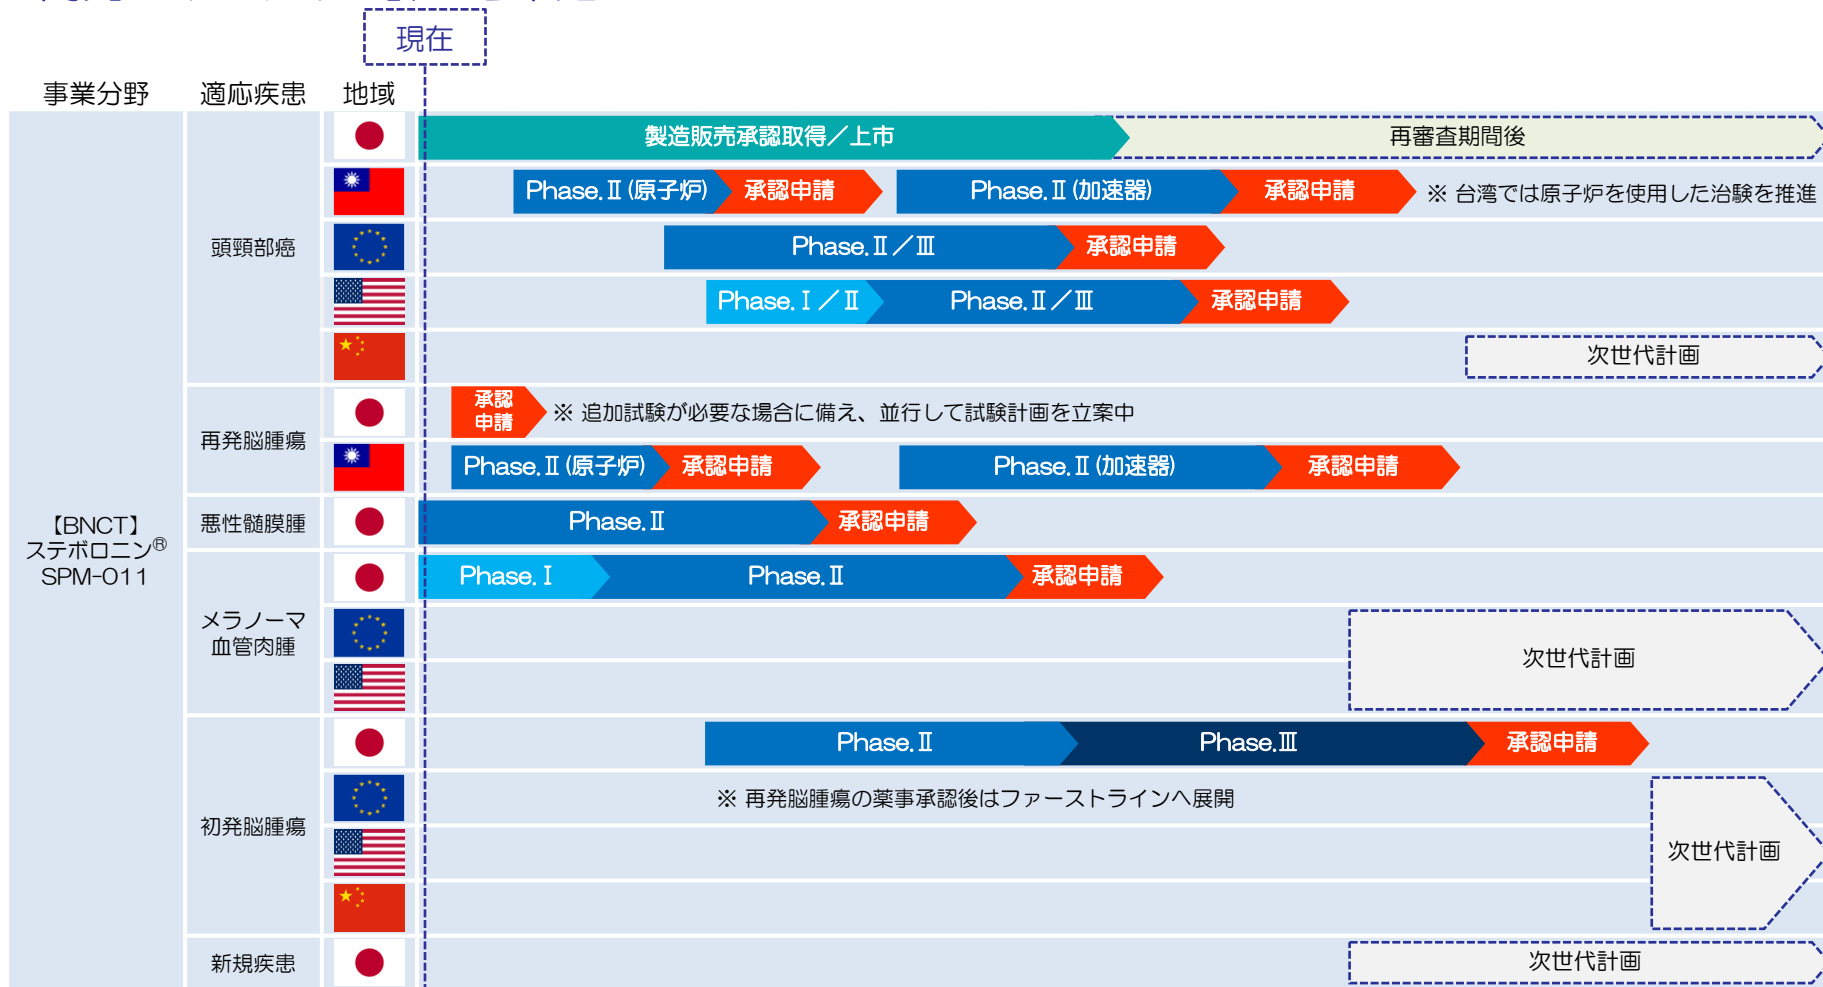 現在
事業分野
適応疾患
地域
【BNCT】
ステボロニン®
SPM-011
頭頸部癌
製造販売承認取得／上市
再審査期間後
Phase.Ⅱ(原子炉)
承認申請
Phase.Ⅱ(加速器)
承認申請
※ 台湾では原子炉を使用した治験を推進
Phase.Ⅱ／Ⅲ
承認申請
Phase.Ⅰ／Ⅱ
Phase.Ⅱ／Ⅲ
承認申請
次世代計画
再発脳腫瘍
承認
申請
※ 追加試験が必要な場合に備え、並行して試験計画を立案中
Phase.Ⅱ(原子炉)
承認申請
Phase.Ⅱ(加速器)
承認申請
悪性髄膜腫
Phase.Ⅱ
承認申請
メラノーマ
血管肉腫
Phase.Ⅰ
Phase.Ⅱ
承認申請
次世代計画
初発脳腫瘍
Phase.Ⅱ
Phase.Ⅲ
承認申請
※ 再発脳腫瘍の薬事承認後はファーストラインへ展開
次世代計画
新規疾患
次世代計画